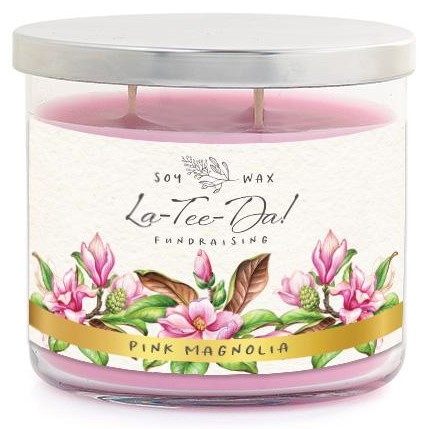 SOY WAX
La-Tee-Da!
FUNDRAISING
PINK MAGNOLIA